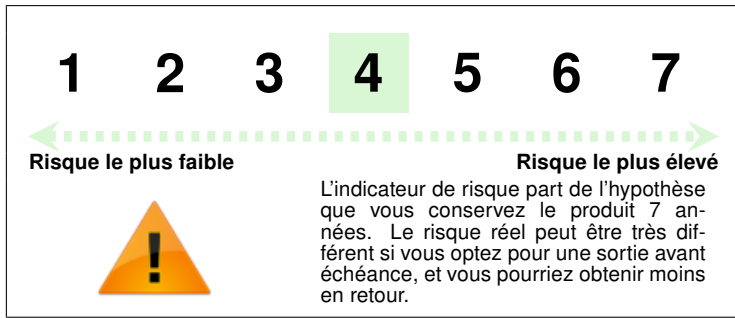 1 2 3 4 5 6 7
Risque le plus faible
Risque le plus élevé
L'indicateur de risque part de l'hypothèse
que vous conservez le produit 7 an-
nées. Le risque réel peut être très dif-
férent si vous optez pour une sortie avant
échéance, et vous pourriez obtenir moins
en retour.